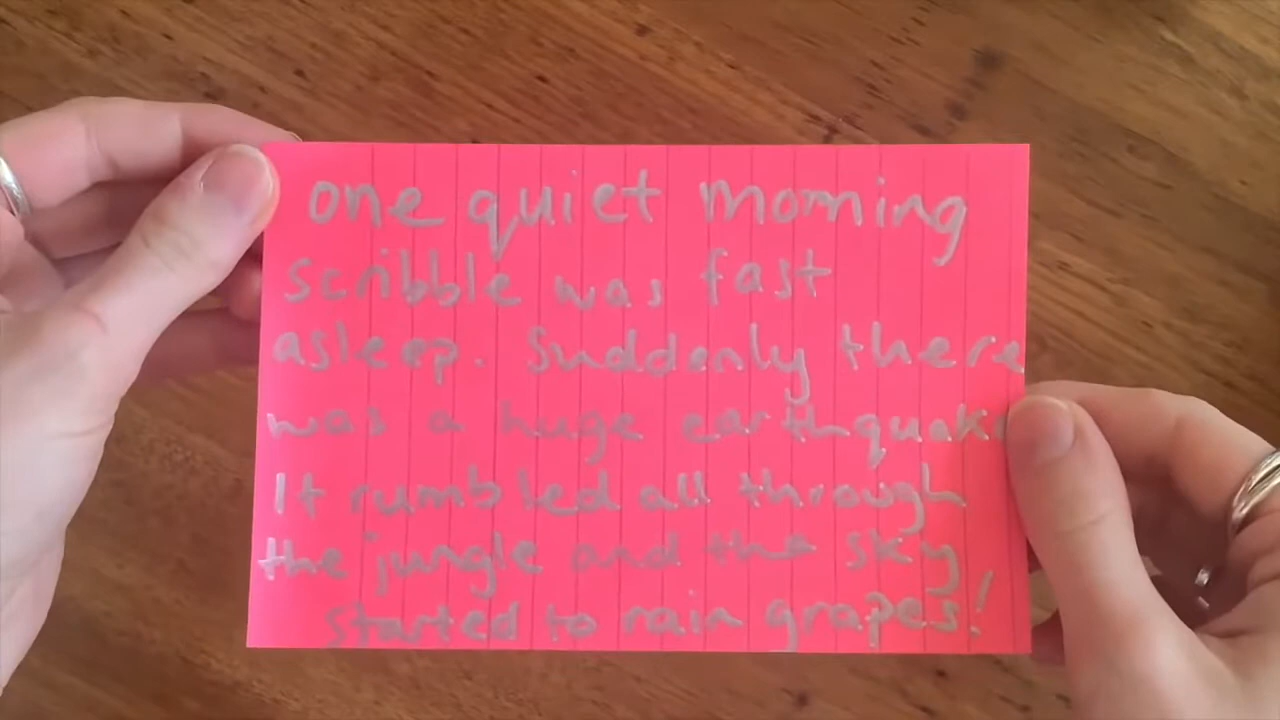 one quiet morning
scribble was fast
asleep. Suddenly there
was a huge earthquake
It rumbled all through
the jungle and the sky
started to rain grapes!